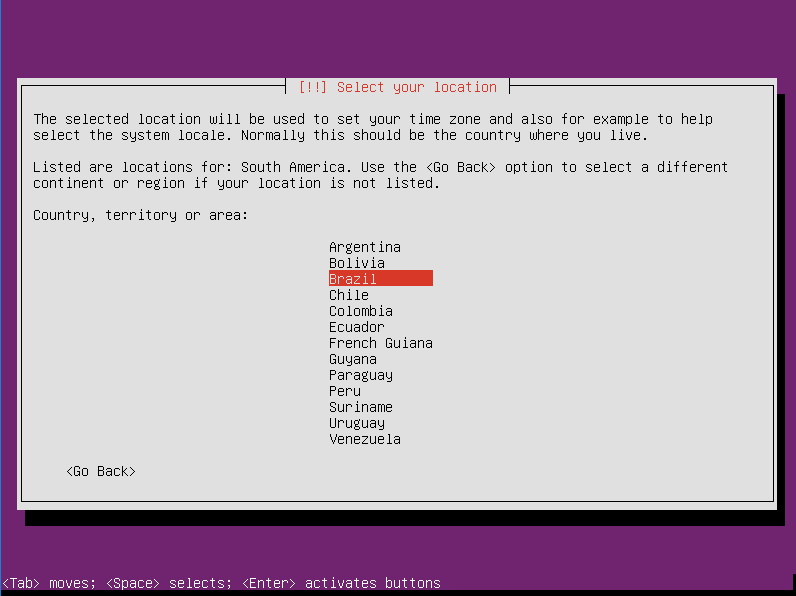 [!!] Select your location
The selected location will be used to set your time zone and also for example to help
select the system locale. Normally this should be the country where you live.
Listed are locations for: South America. Use the <Go Back> option to select a different
continent or region if your location is not listed.
Country, territory or area:
Argentina
Bolivia
Brazil
Chile
Colombia
Ecuador
French Guiana
Guyana
Paraguay
Peru
Suriname
Uruguay
Venezuela
<Go Back>
<Tab> moves; <Space> selects; <Enter> activates buttons